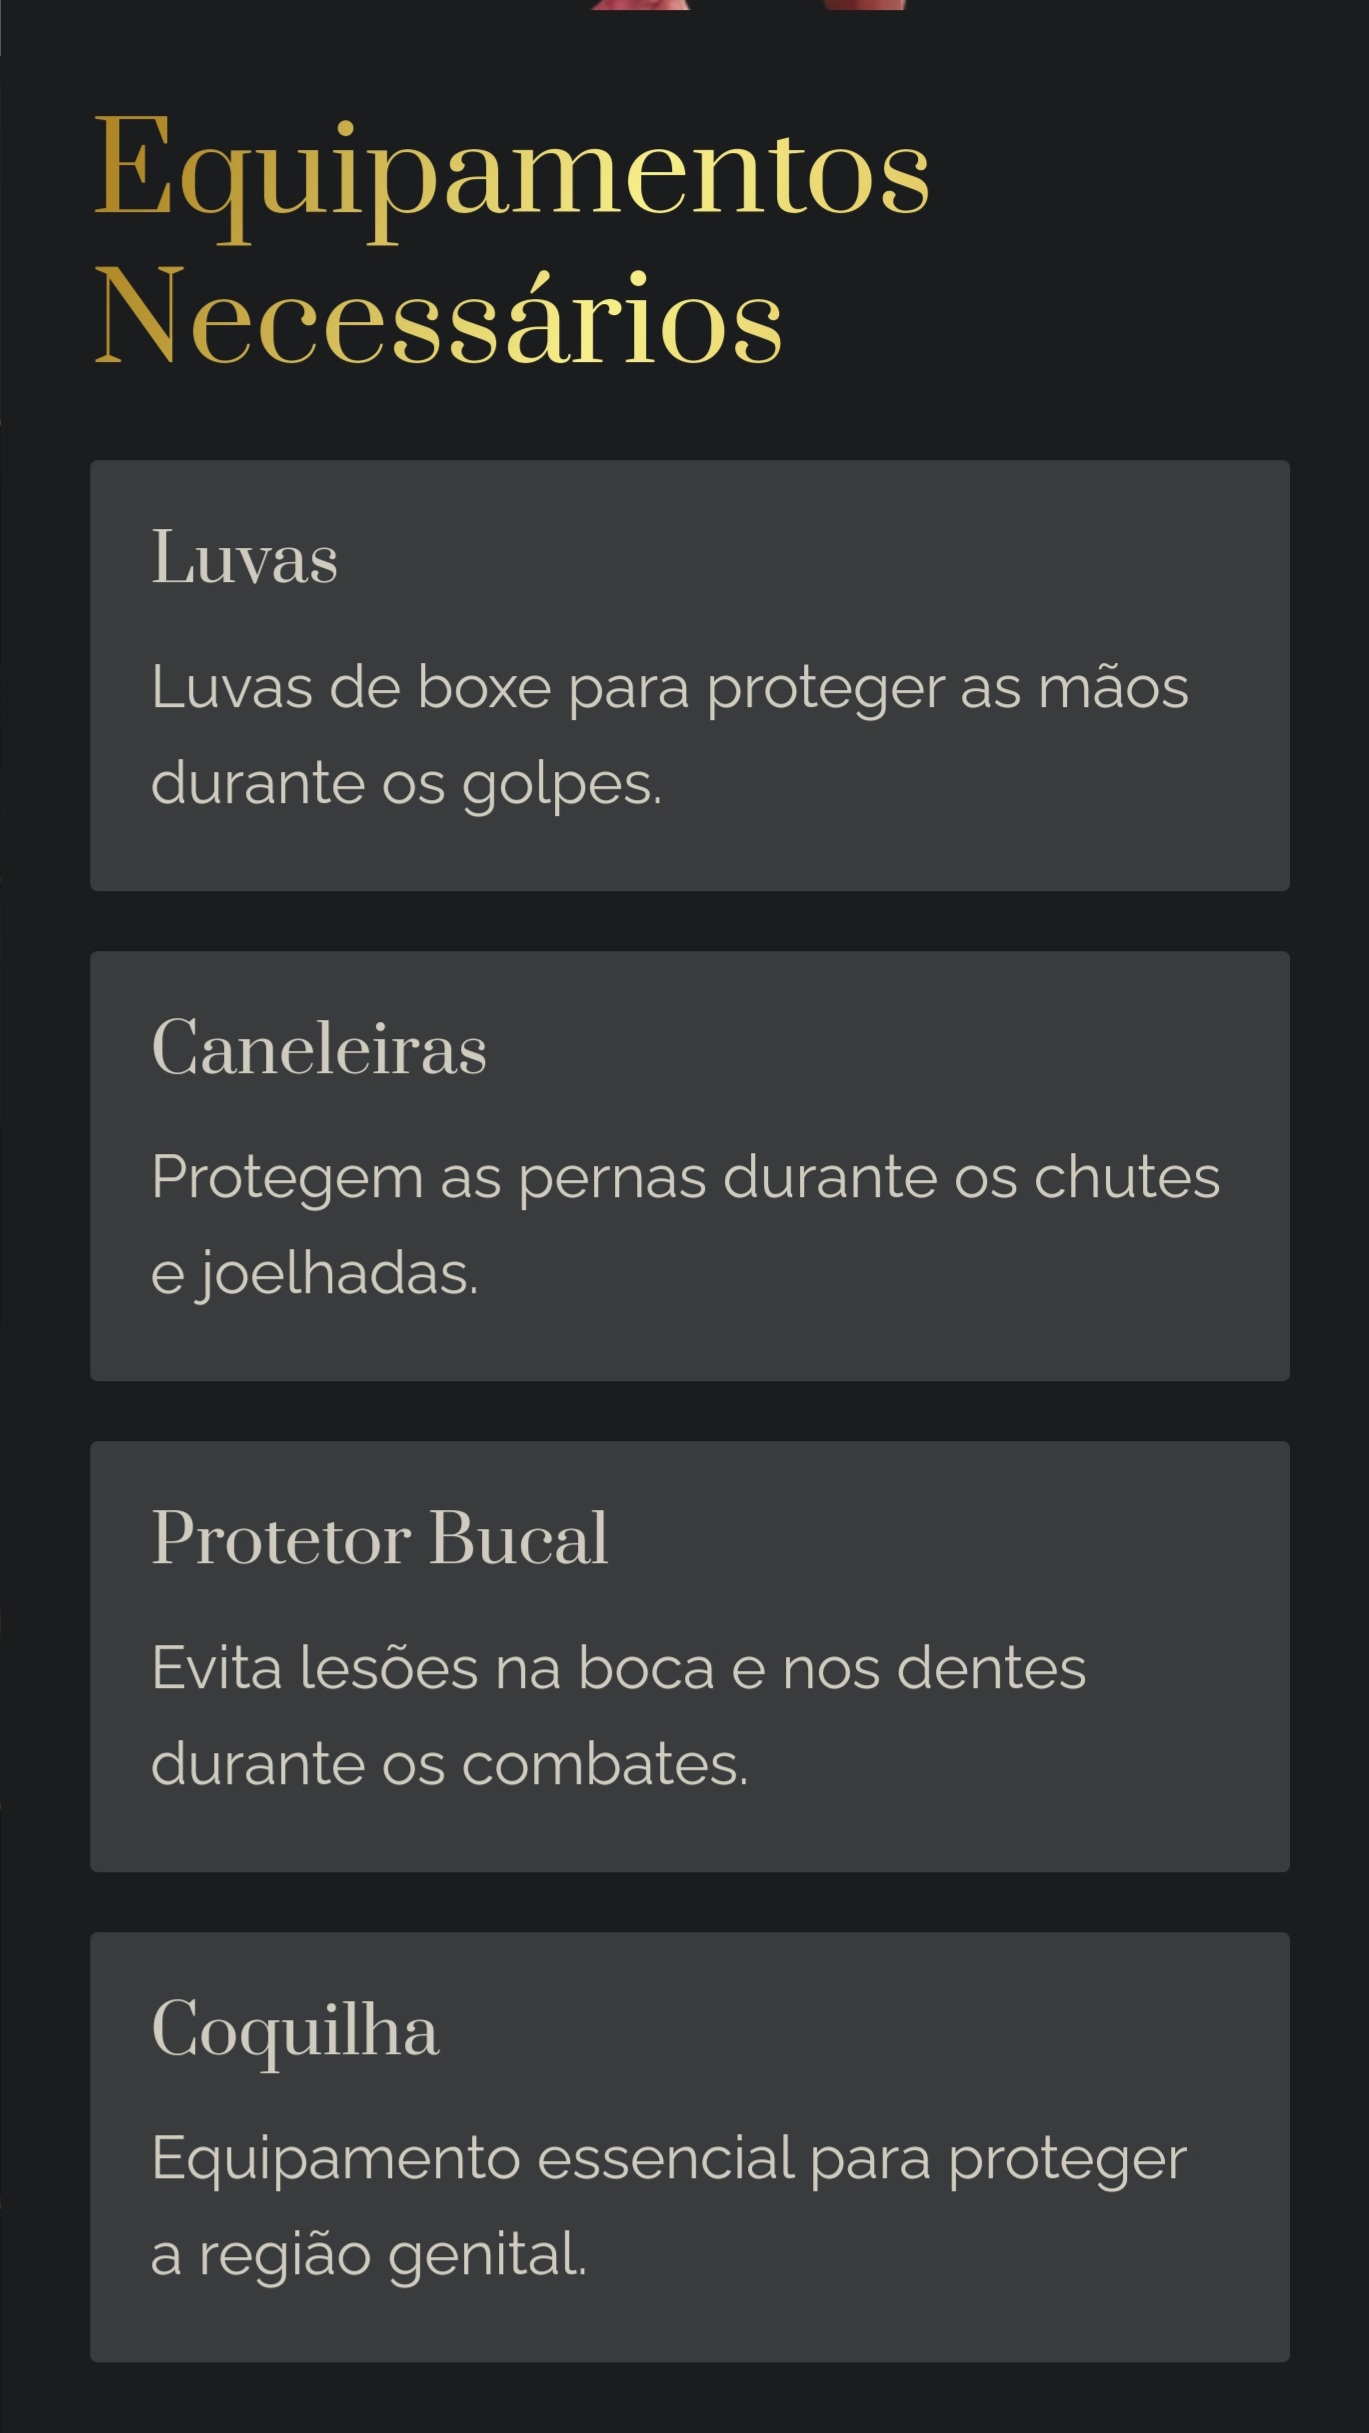 Equipamentos
Necessários
Luvas
Luvas de boxe para proteger as mãos
durante os golpes.
Caneleiras
Protegem as pernas durante os chutes
e joelhadas.
Protetor Bucal
Evita lesões na boca e nos dentes
durante os combates.
Coquilha
Equipamento essencial para proteger
a região genital.